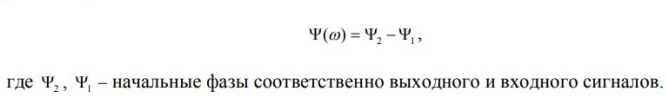 Ψ(ω) = Ψ₂ − Ψ₁,
где Ψ₂, Ψ₁ – начальные фазы соответственно выходного и входного сигналов.